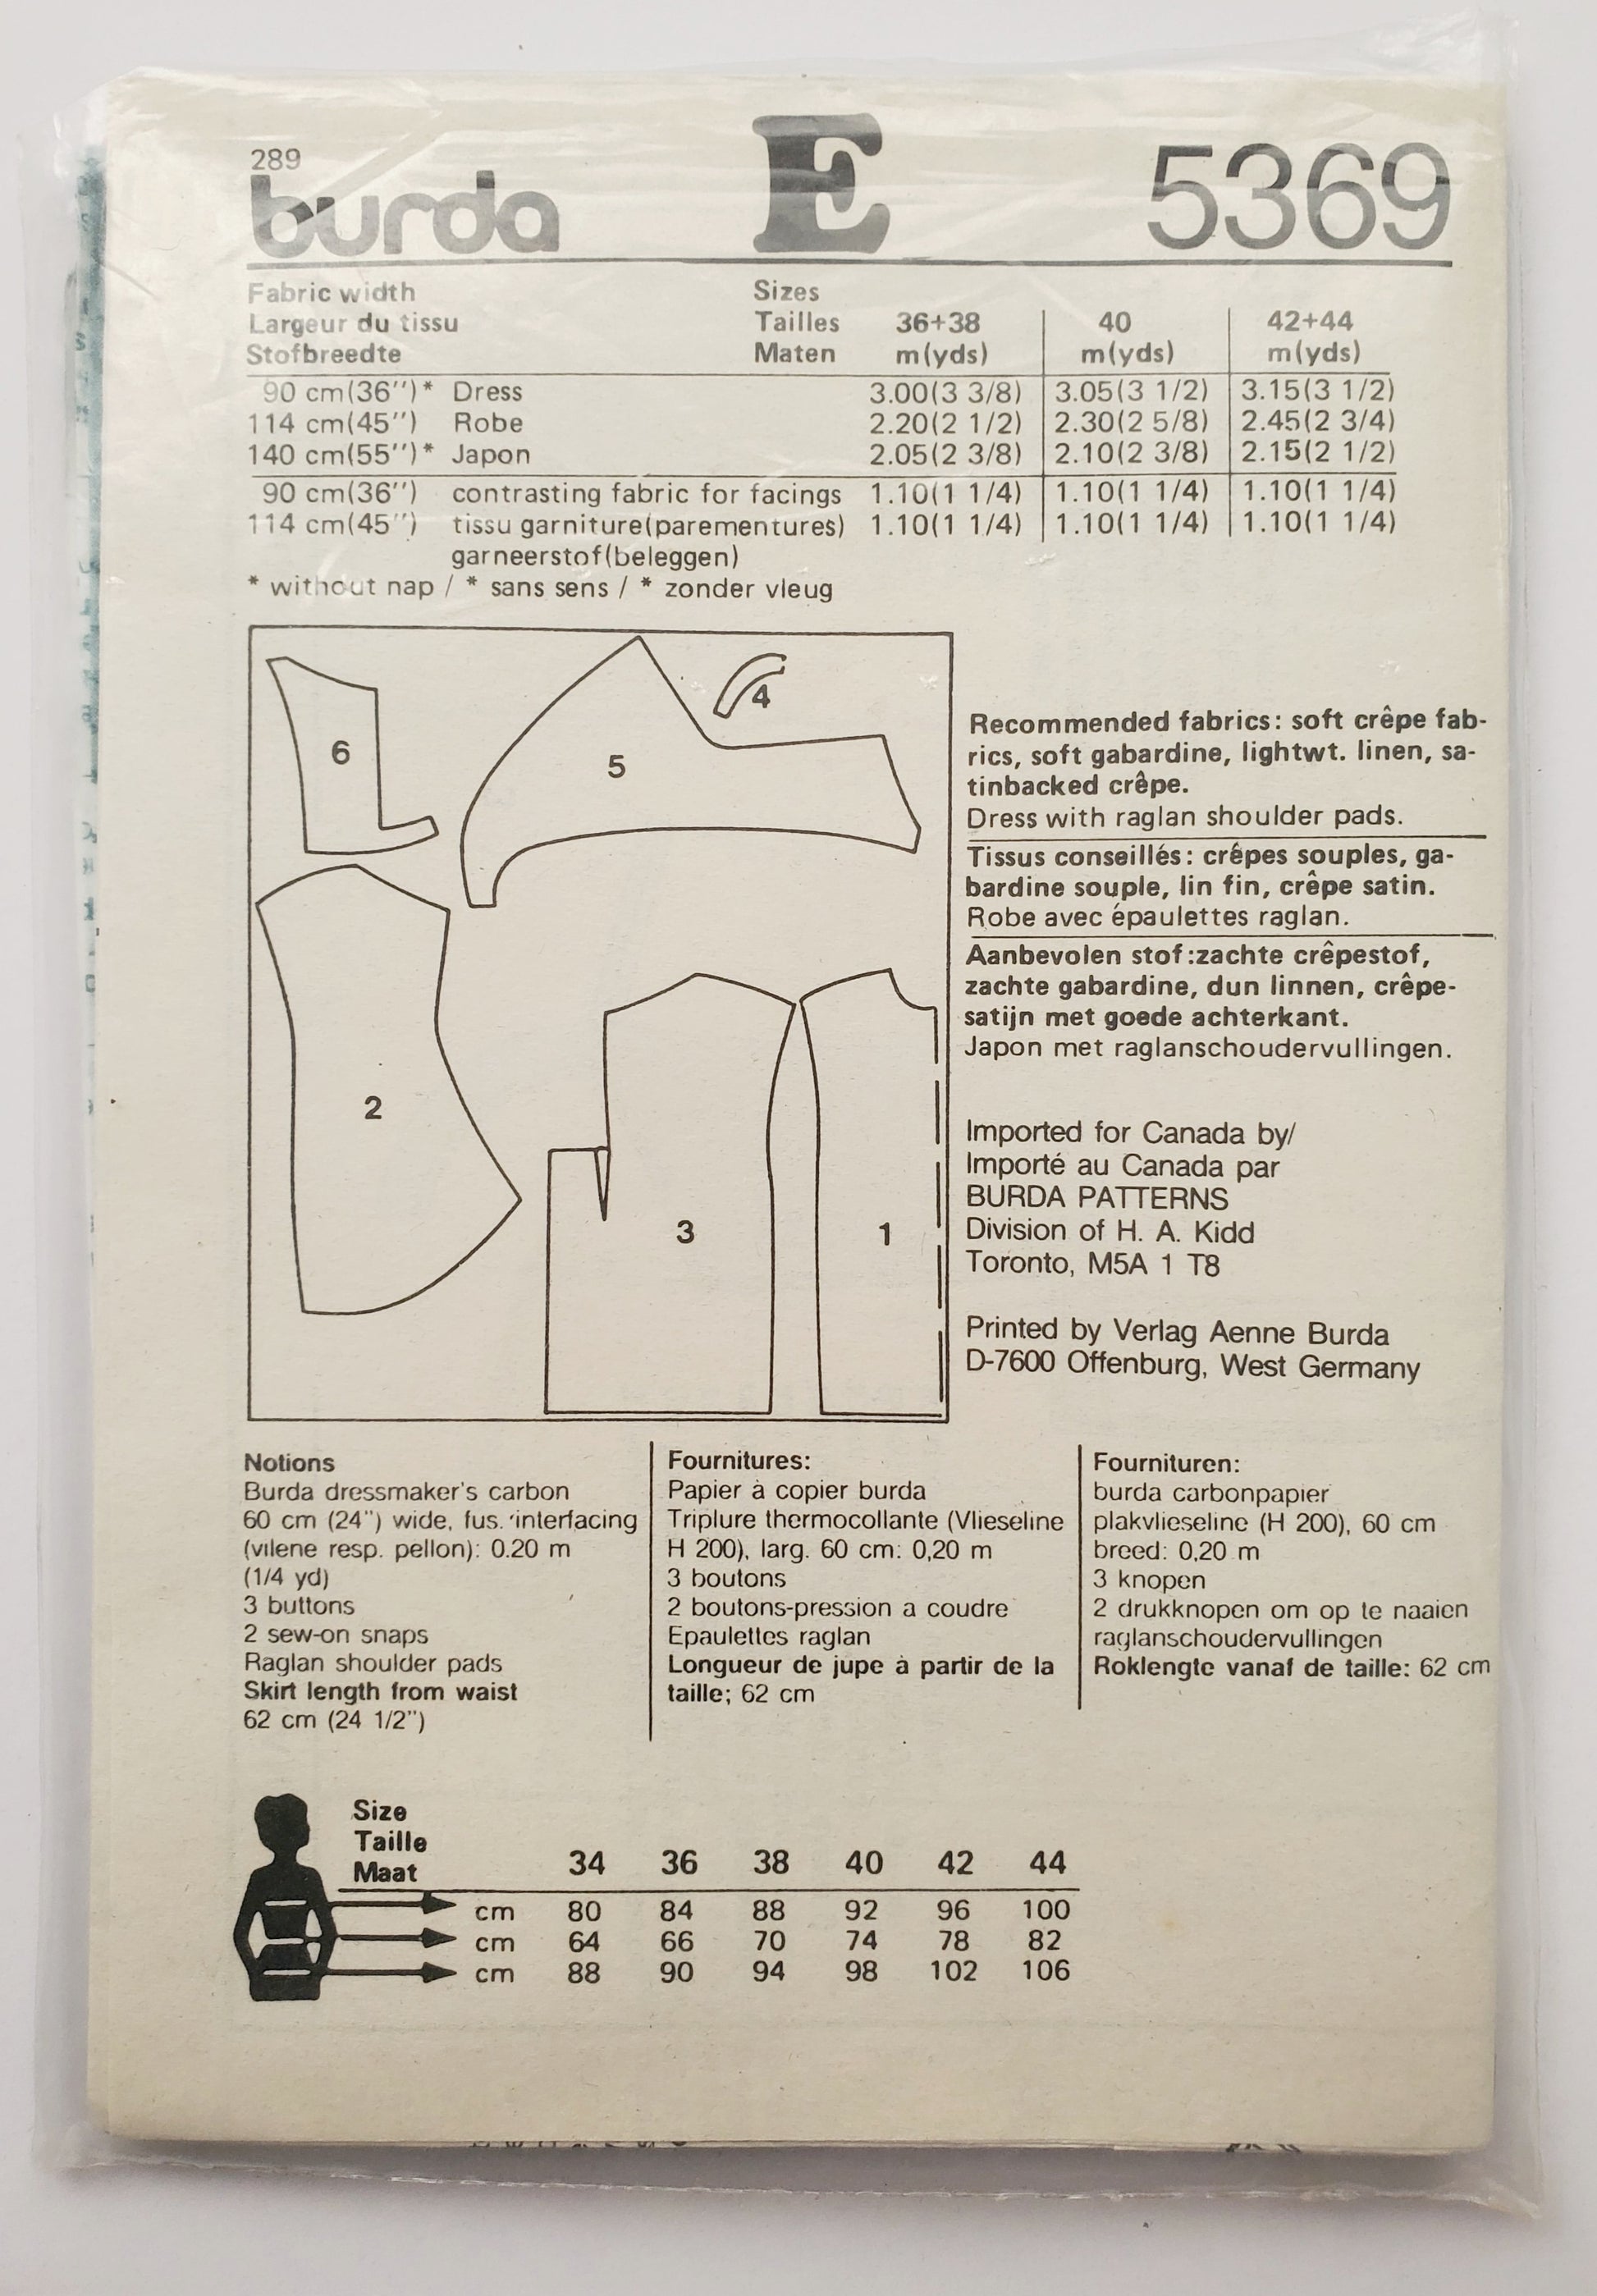 289
burda E 5369
Fabric width Sizes
Largeur du tissu Tailles 36+38 40 42+44
Stofbreedte Maten m(yds) m(yds) m(yds)
90 cm(36'')* Dress 3.00(3 3/8) 3.05(3 1/2) 3.15(3 1/2)
114 cm(45'') Robe 2.20(2 1/2) 2.30(2 5/8) 2.45(2 3/4)
140 cm(55'')* Japon 2.05(2 3/8) 2.10(2 3/8) 2.15(2 1/2)
90 cm(36'') contrasting fabric for facings 1.10(1 1/4) 1.10(1 1/4) 1.10(1 1/4)
114 cm(45'') tissu garniture(parementures) 1.10(1 1/4) 1.10(1 1/4) 1.10(1 1/4)
garneerstof(beleggen)
* without nap / * sans sens / * zonder vleug
6
5
4
2
3
1
Recommended fabrics: soft crêpe fab-
rics, soft gabardine, lightwt. linen, sa-
tinbacked crêpe.
Dress with raglan shoulder pads.
Tissus conseillés: crépes souples, ga-
bardine souple, lin fin, crêpe satin.
Robe avec épaulettes raglan.
Aanbevolen stof:zachte crêpestof,
zachte gabardine, dun linnen, crêpe-
satijn met goede achterkant.
Japon met raglanschoudervullingen.
Imported for Canada by/
Importé au Canada par
BURDA PATTERNS
Division of H. A. Kidd
Toronto, M5A 1 T8
Printed by Verlag Aenne Burda
D-7600 Offenburg, West Germany
Notions
Burda dressmaker's carbon
60 cm (24") wide, fus. interfacing
(vilene resp. pellon): 0.20 m
(1/4 yd)
3 buttons
2 sew-on snaps
Raglan shoulder pads
Skirt length from waist
62 cm (24 1/2")
Fournitures:
Papier à copier burda
Triplure thermocollante (Vlieseline
H 200), larg. 60 cm: 0,20 m
3 boutons
2 boutons-pression a coudre
Epaulettes raglan
Longueur de jupe à partir de la
taille; 62 cm
Fournituren:
burda carbonpapier
plakvlieseline (H 200), 60 cm
breed: 0,20 m
3 knopen
2 drukknopen om op te naaien
raglanschoudervullingen
Roklengte vanaf de taille: 62 cm
Size
Taille
Maat 34 36 38 40 42 44
cm 80 84 88 92 96 100
cm 64 66 70 74 78 82
cm 88 90 94 98 102 106